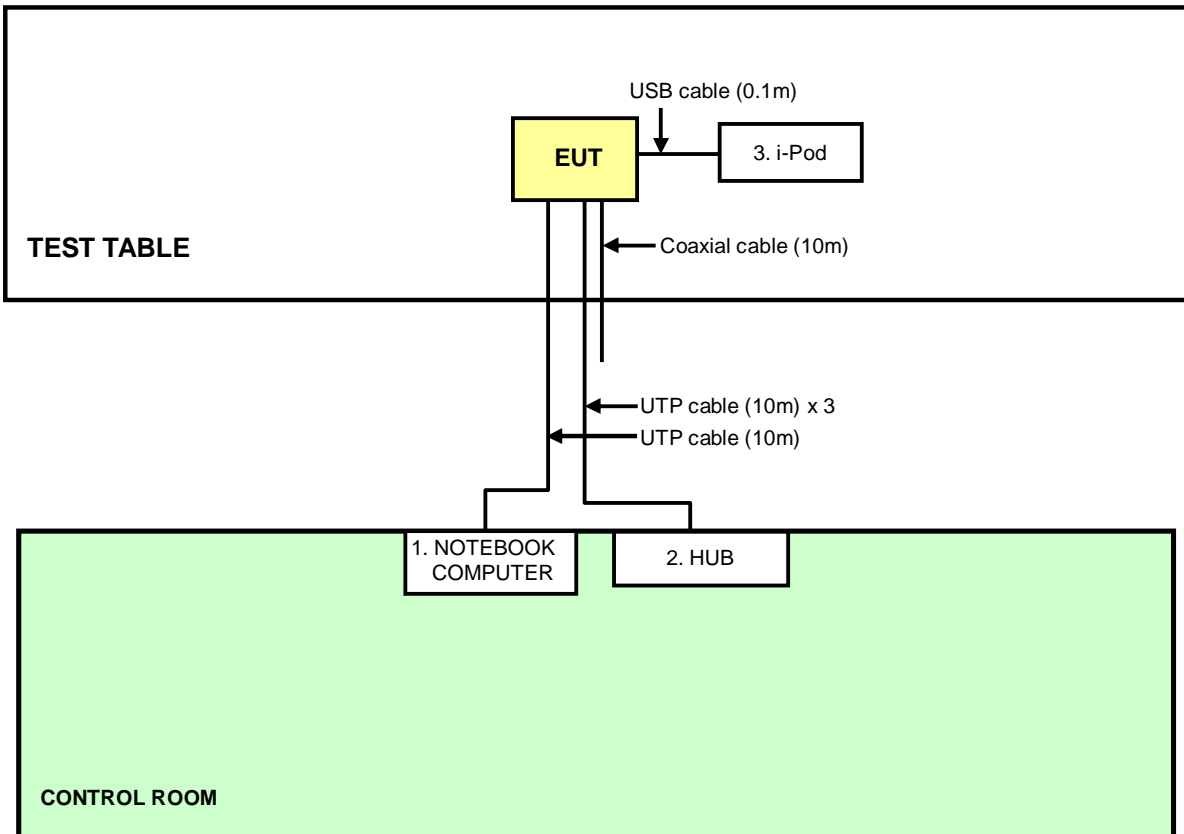 USB cable (0.1m)
EUT
3. i-Pod
TEST TABLE
Coaxial cable (10m)
UTP cable (10m) x 3
UTP cable (10m)
1. NOTEBOOK
COMPUTER
2. HUB
CONTROL ROOM